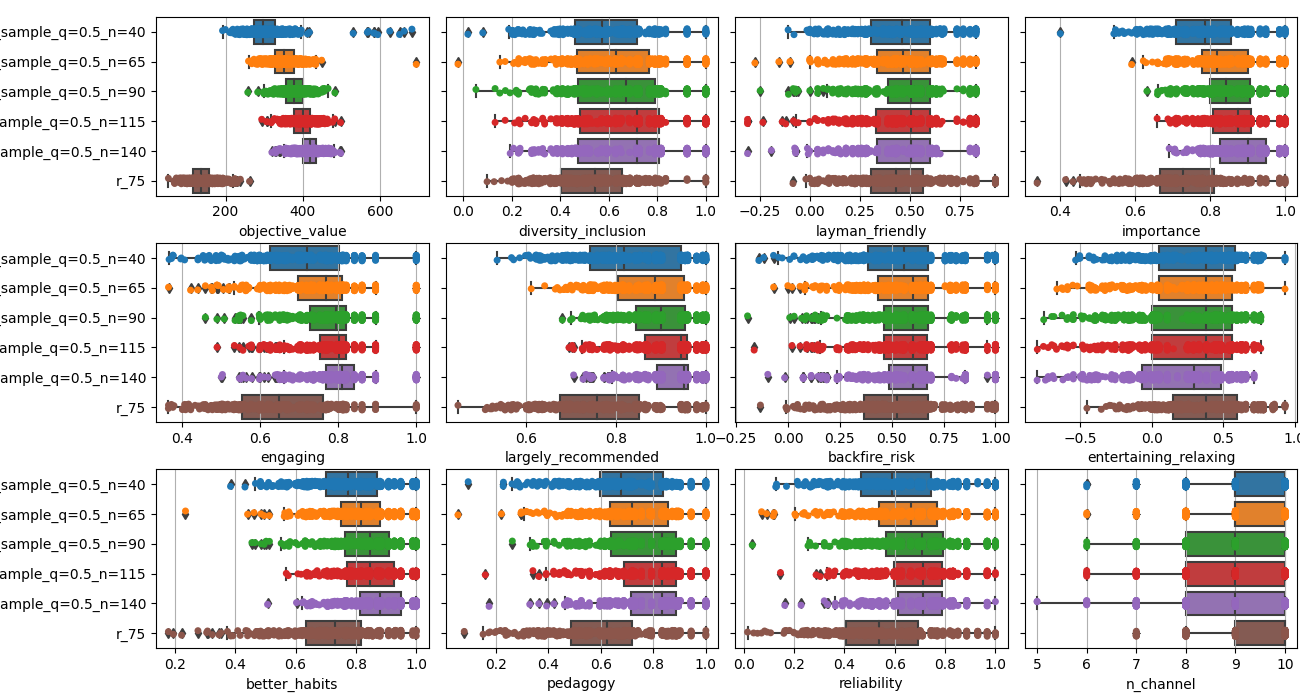 _sample_q=0.5_n=40
_sample_q=0.5_n=65
_sample_q=0.5_n=90
ample_q=0.5_n=115
ample_q=0.5_n=140
r_75
200 400 600
0.0 0.2 0.4 0.6 0.8 1.0
−0.25 0.00 0.25 0.50 0.75
0.4 0.6 0.8 1.0
objective_value
diversity_inclusion
layman_friendly
importance
_sample_q=0.5_n=40
_sample_q=0.5_n=65
_sample_q=0.5_n=90
ample_q=0.5_n=115
ample_q=0.5_n=140
r_75
0.4 0.6 0.8 1.0
0.6 0.8 1.0
−0.25 0.00 0.25 0.50 0.75 1.00
−0.5 0.0 0.5 1.0
engaging
largely_recommended
backfire_risk
entertaining_relaxing
_sample_q=0.5_n=40
_sample_q=0.5_n=65
_sample_q=0.5_n=90
ample_q=0.5_n=115
ample_q=0.5_n=140
r_75
0.2 0.4 0.6 0.8 1.0
0.2 0.4 0.6 0.8 1.0
0.0 0.2 0.4 0.6 0.8 1.0
5 6 7 8 9 10
better_habits
pedagogy
reliability
n_channel